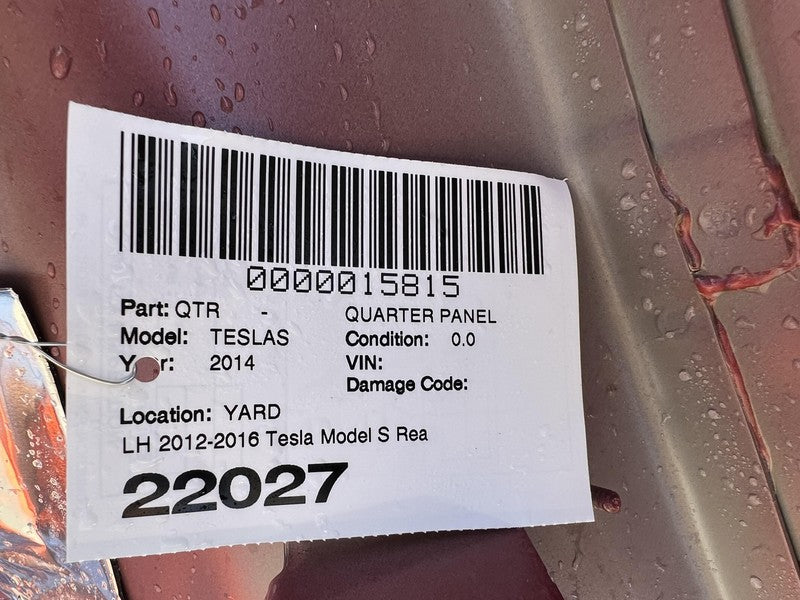 0000015815
Part: QTR - QUARTER PANEL
Model: TESLAS Condition: 0.0
Year: 2014 VIN:
Damage Code:
Location: YARD
LH 2012-2016 Tesla Model S Rea
22027